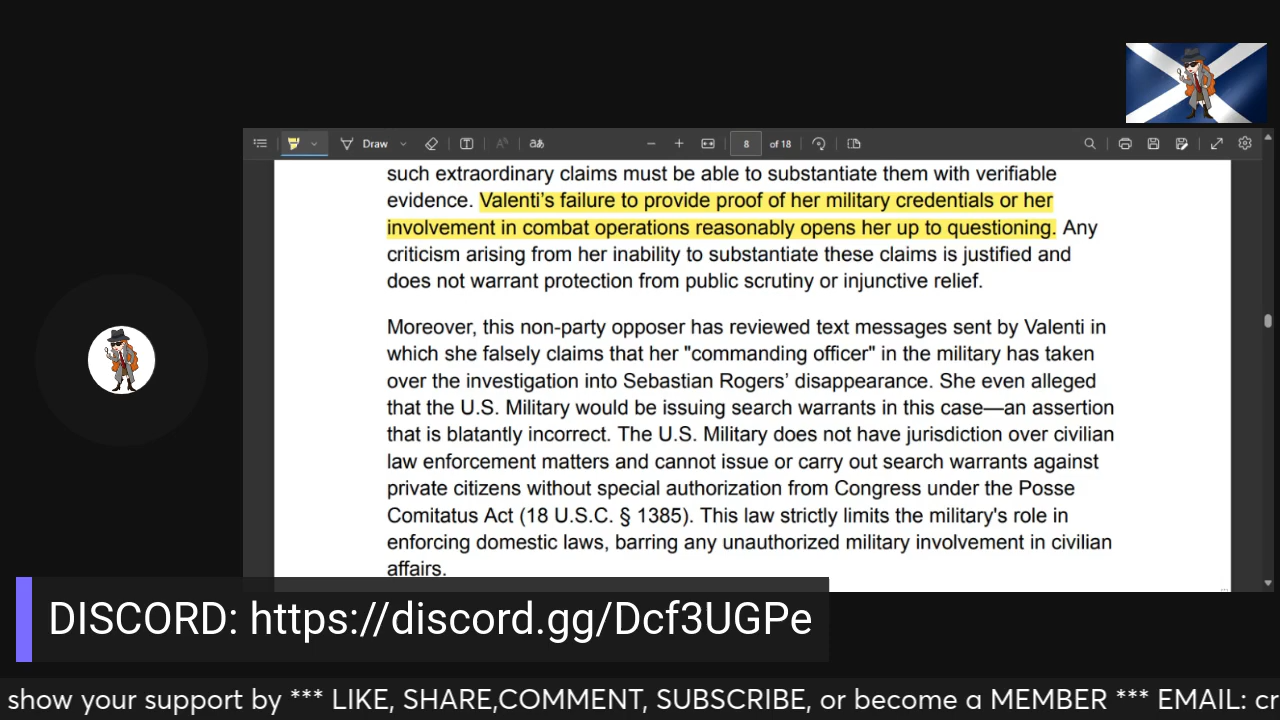 Draw
8 of 18
such extraordinary claims must be able to substantiate them with verifiable
evidence. Valenti's failure to provide proof of her military credentials or her
involvement in combat operations reasonably opens her up to questioning. Any
criticism arising from her inability to substantiate these claims is justified and
does not warrant protection from public scrutiny or injunctive relief.
Moreover, this non-party opposer has reviewed text messages sent by Valenti in
which she falsely claims that her "commanding officer" in the military has taken
over the investigation into Sebastian Rogers' disappearance. She even alleged
that the U.S. Military would be issuing search warrants in this case—an assertion
that is blatantly incorrect. The U.S. Military does not have jurisdiction over civilian
law enforcement matters and cannot issue or carry out search warrants against
private citizens without special authorization from Congress under the Posse
Comitatus Act (18 U.S.C. § 1385). This law strictly limits the military's role in
enforcing domestic laws, barring any unauthorized military involvement in civilian
affairs.
DISCORD: https://discord.gg/Dcf3UGPe
show your support by *** LIKE, SHARE,COMMENT, SUBSCRIBE, or become a MEMBER *** EMAIL: cr